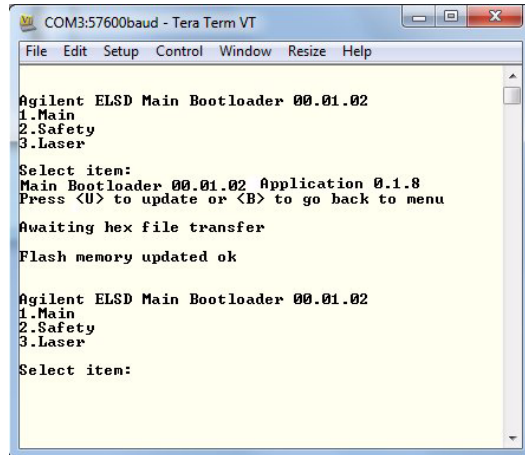 COM3:57600baud - Tera Term VT
File Edit Setup Control Window Resize Help
Agilent ELSD Main Bootloader 00.01.02
1.Main
2.Safety
3.Laser
Select item:
Main Bootloader 00.01.02 Application 0.1.8
Press <U> to update or <B> to go back to menu
Awaiting hex file transfer
Flash memory updated ok
Agilent ELSD Main Bootloader 00.01.02
1.Main
2.Safety
3.Laser
Select item: